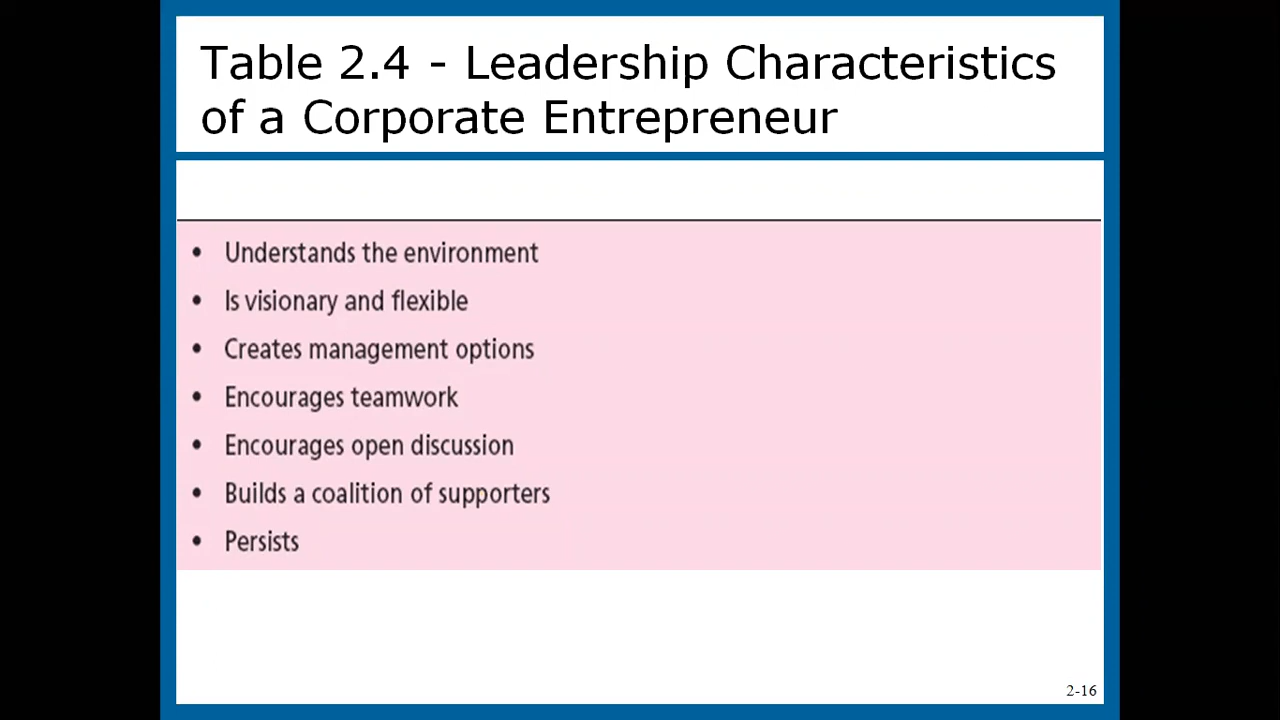 Table 2.4 - Leadership Characteristics
of a Corporate Entrepreneur
• Understands the environment
• Is visionary and flexible
• Creates management options
• Encourages teamwork
• Encourages open discussion
• Builds a coalition of supporters
• Persists
2-16